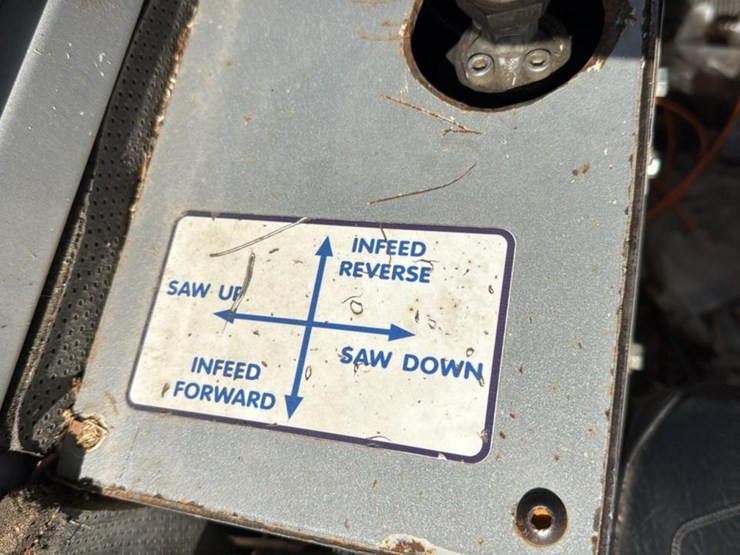 INFEED
REVERSE
SAW UP
SAW DOWN
INFEED
FORWARD